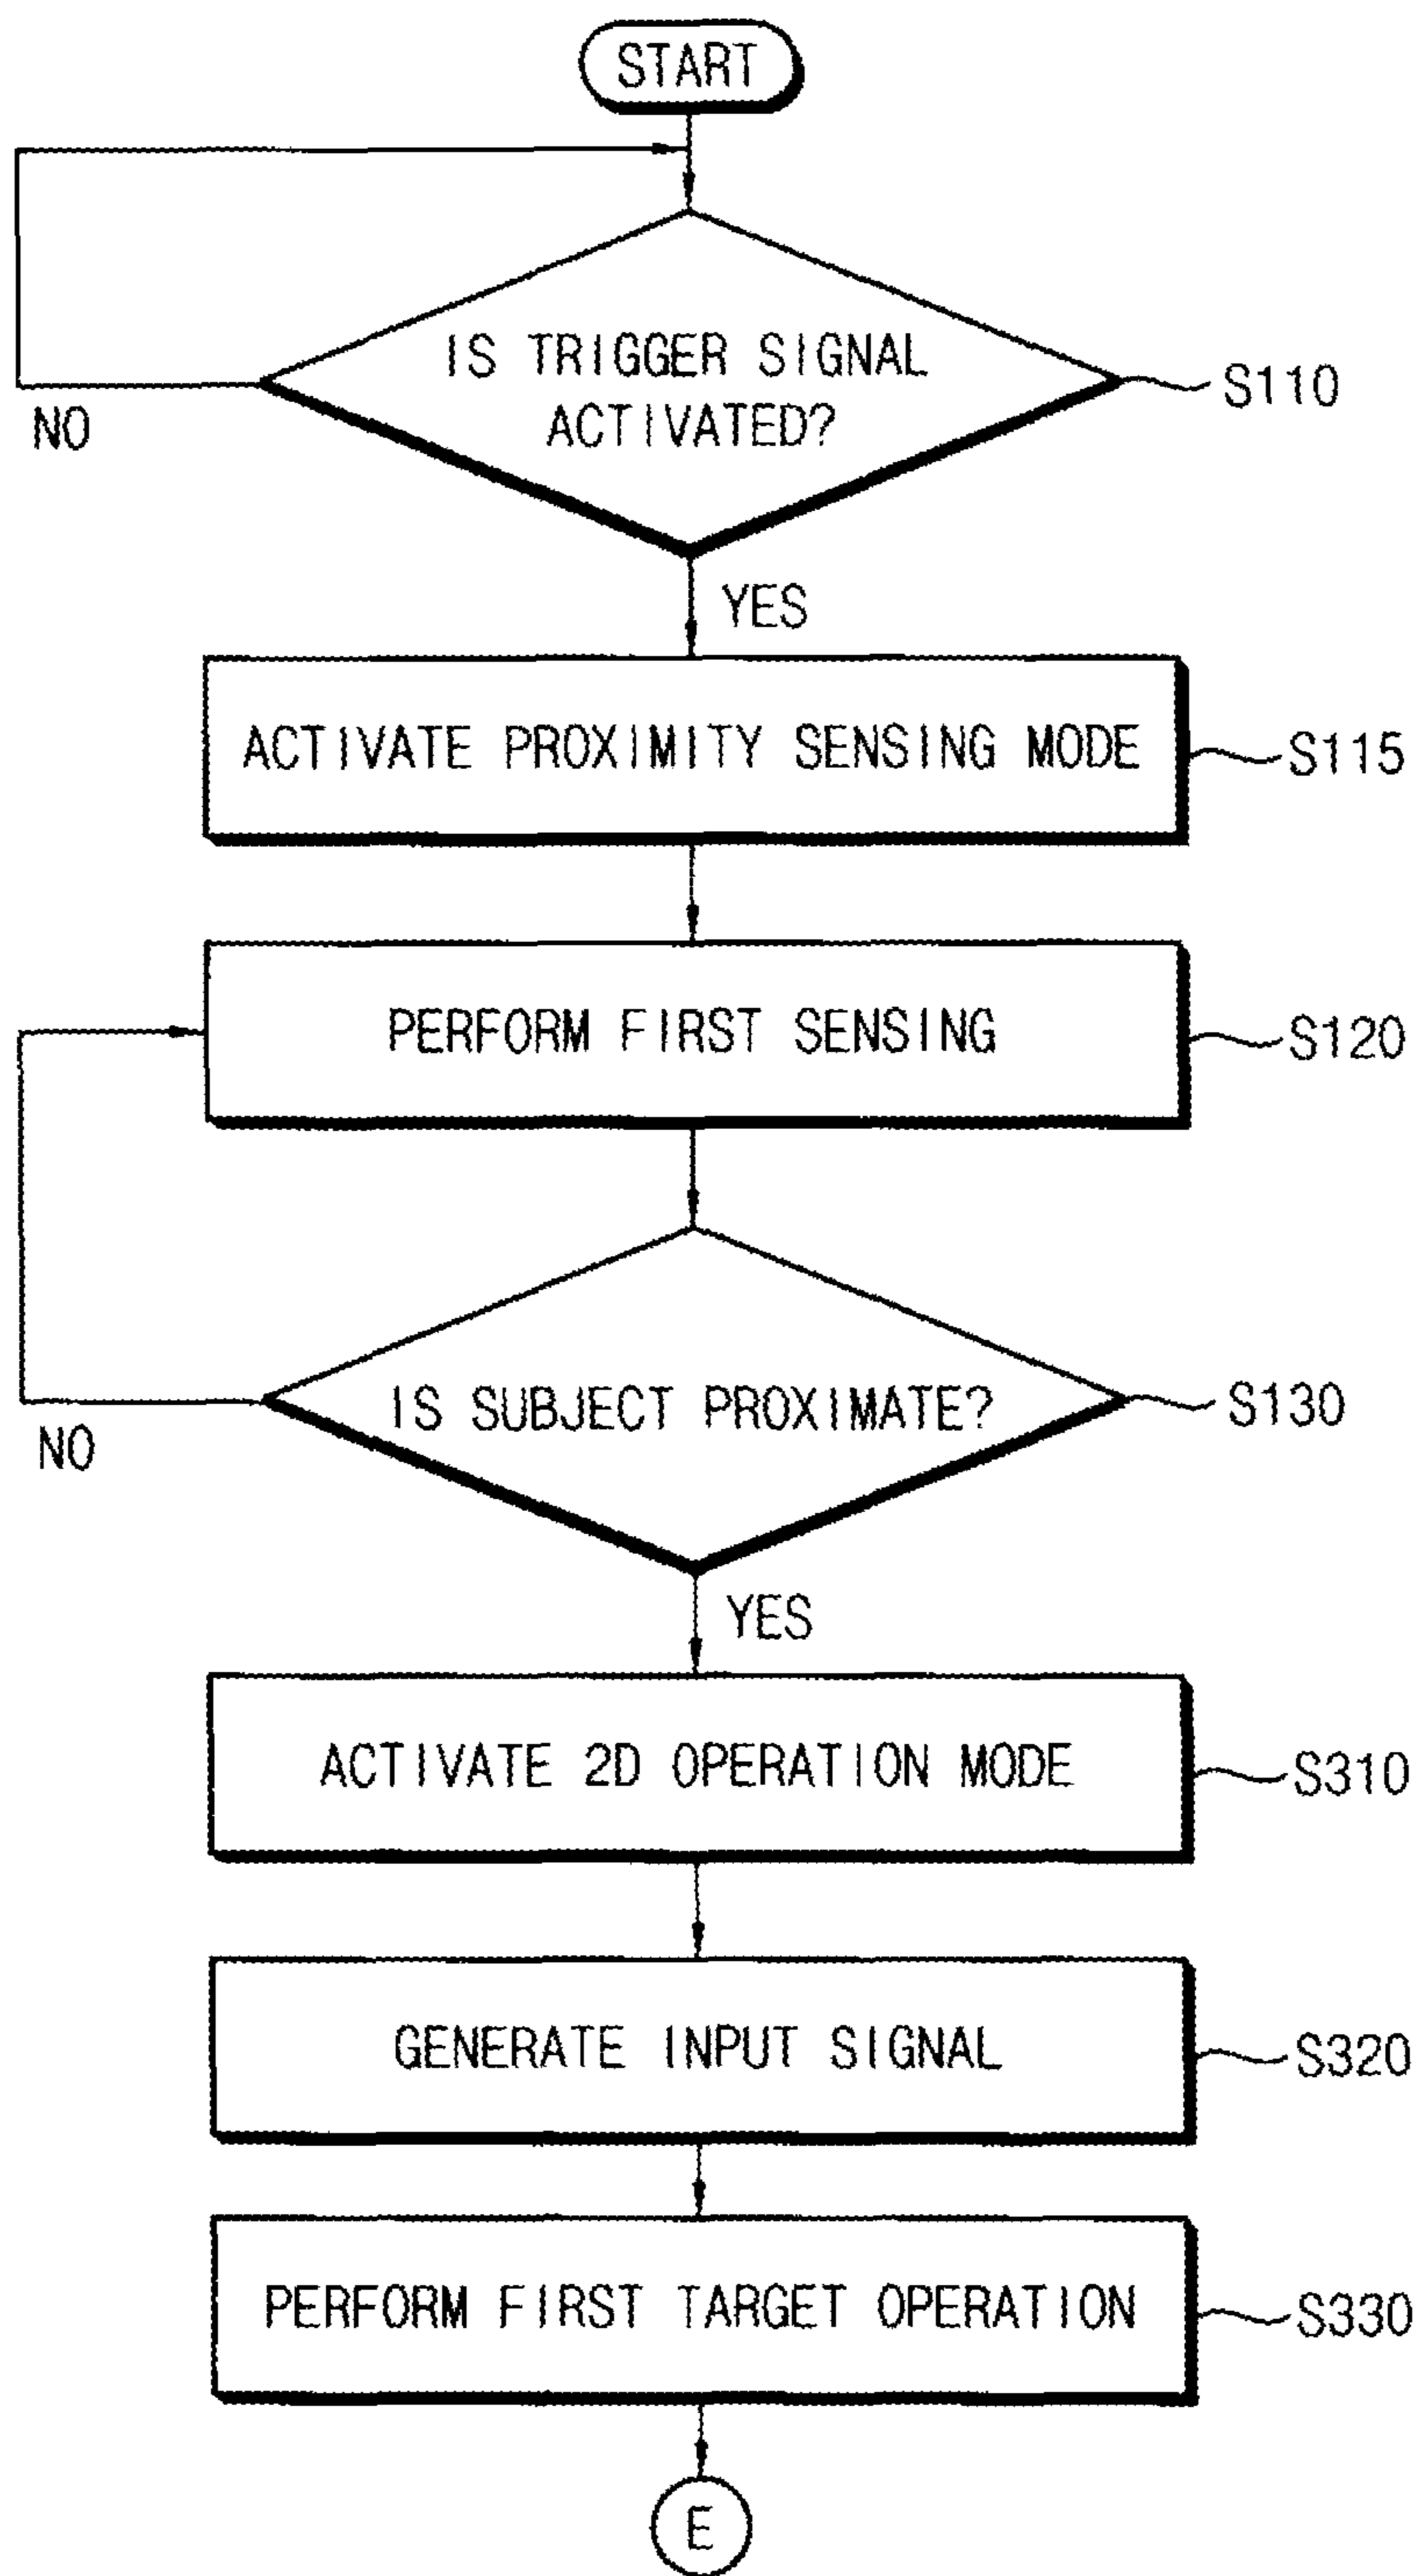 START
IS TRIGGER SIGNAL
ACTIVATED?
S110
NO
YES
ACTIVATE PROXIMITY SENSING MODE
S115
PERFORM FIRST SENSING
S120
IS SUBJECT PROXIMATE?
S130
NO
YES
ACTIVATE 2D OPERATION MODE
S310
GENERATE INPUT SIGNAL
S320
PERFORM FIRST TARGET OPERATION
S330
E